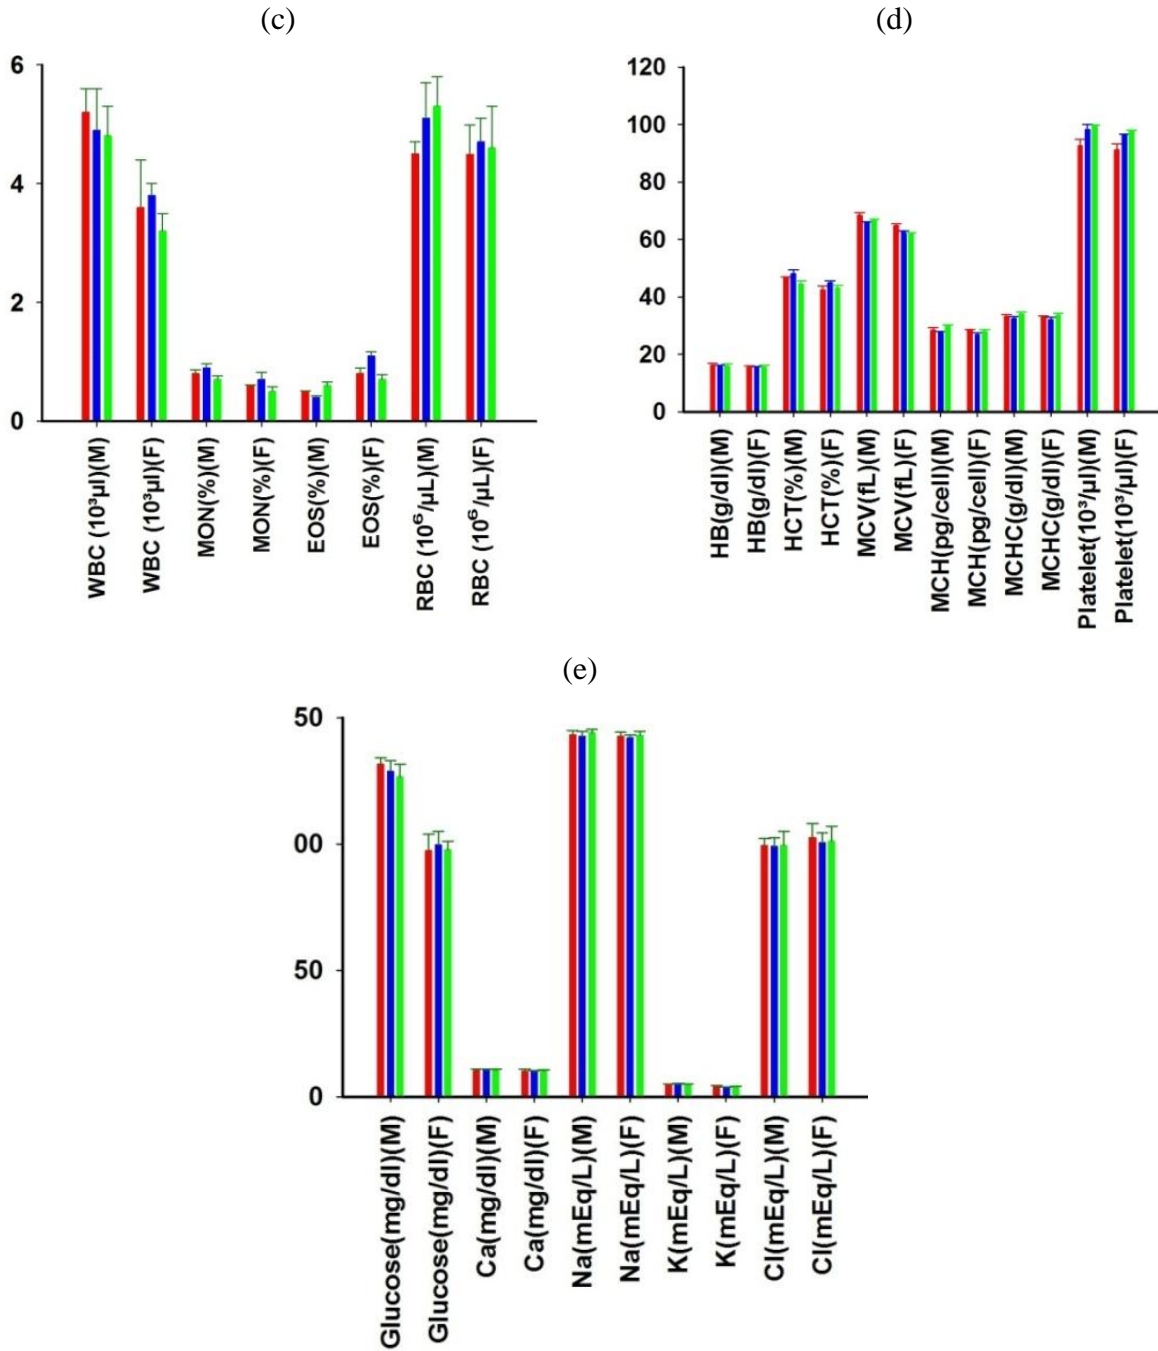 (c)
6
4
2
0
WBC (10³µl)(M)
WBC (10³µl)(F)
MON(%)(M)
MON(%)(F)
EOS(%)(M)
EOS(%)(F)
RBC (10⁶/µL)(M)
RBC (10⁶/µL)(F)
(d)
120
100
80
60
40
20
0
HB(g/dl)(M)
HB(g/dl)(F)
HCT(%)(M)
HCT(%)(F)
MCV(fL)(M)
MCV(fL)(F)
MCH(pg/cell)(M)
MCH(pg/cell)(F)
MCHC(g/dl)(M)
MCHC(g/dl)(F)
Platelet(10³/µl)(M)
Platelet(10³/µl)(F)
(e)
50
00
50
0
Glucose(mg/dl)(M)
Glucose(mg/dl)(F)
Ca(mg/dl)(M)
Ca(mg/dl)(F)
Na(mEq/L)(M)
Na(mEq/L)(F)
K(mEq/L)(M)
K(mEq/L)(F)
Cl(mEq/L)(M)
Cl(mEq/L)(F)